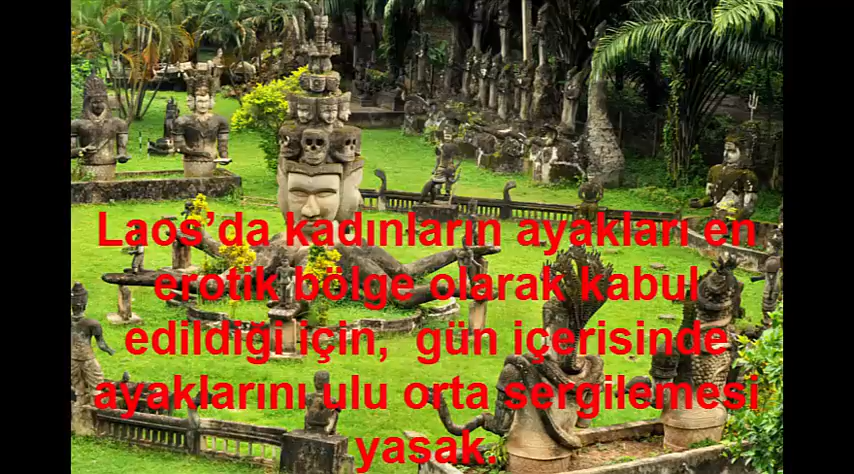 Laos’da kadınların ayakları en
erotik bölge olarak kabul
edildiği için,  gün içerisinde
ayaklarını ulu orta sergilemesi
yasak.